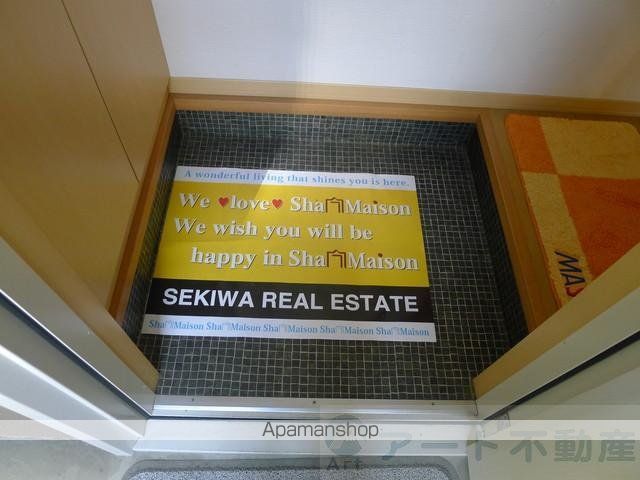 A wonderful living that shines you is here.
We ♥love♥ Sha Maison
We wish you will be
happy in Sha Maison
SEKIWA REAL ESTATE
Sha Maison Sha Maison Sha Maison Sha Maison Sha Maison
MAS
Apamanshop
アート不動産
Art